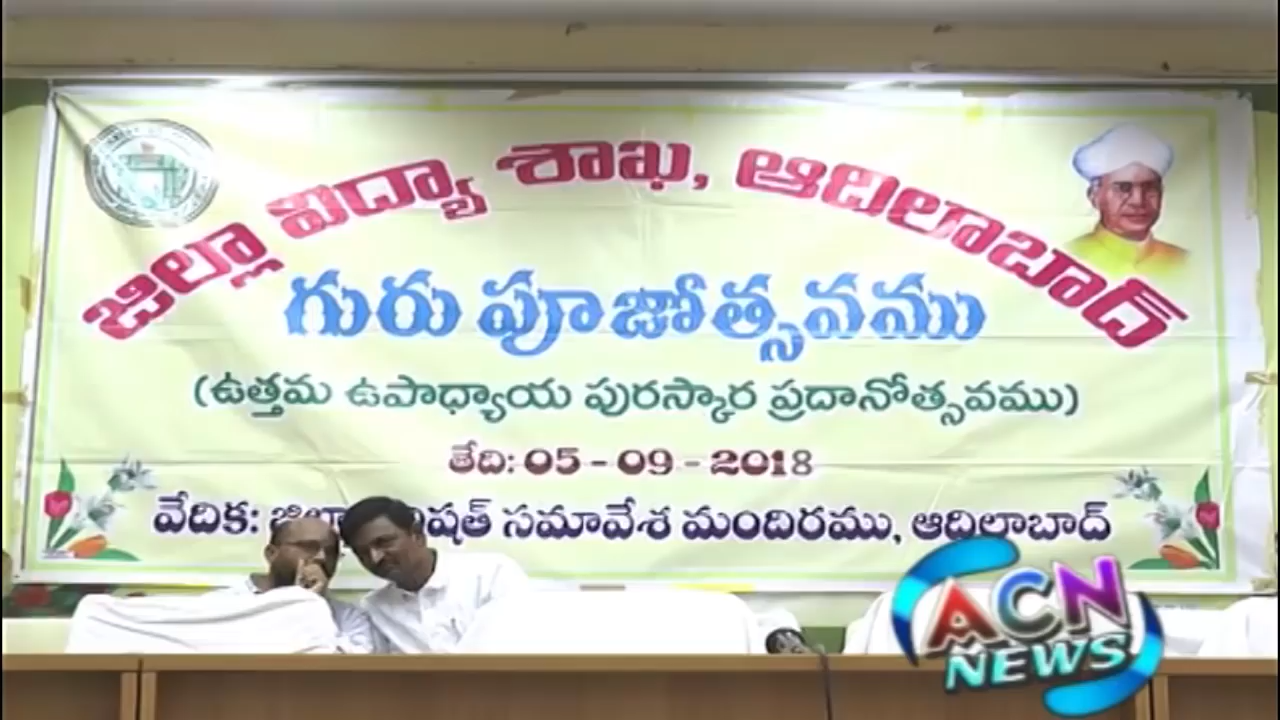 జిల్లా విద్యా శాఖ, ఆదిలాబాద్
గురు పూజోత్సవము
(ఉత్తమ ఉపాధ్యాయ పురస్కార ప్రదానోత్సవము)
తేది: 05 - 09 - 2018
వేదిక: సమావేశ మందిరము, ఆదిలాబాద్
ACN
NEWS